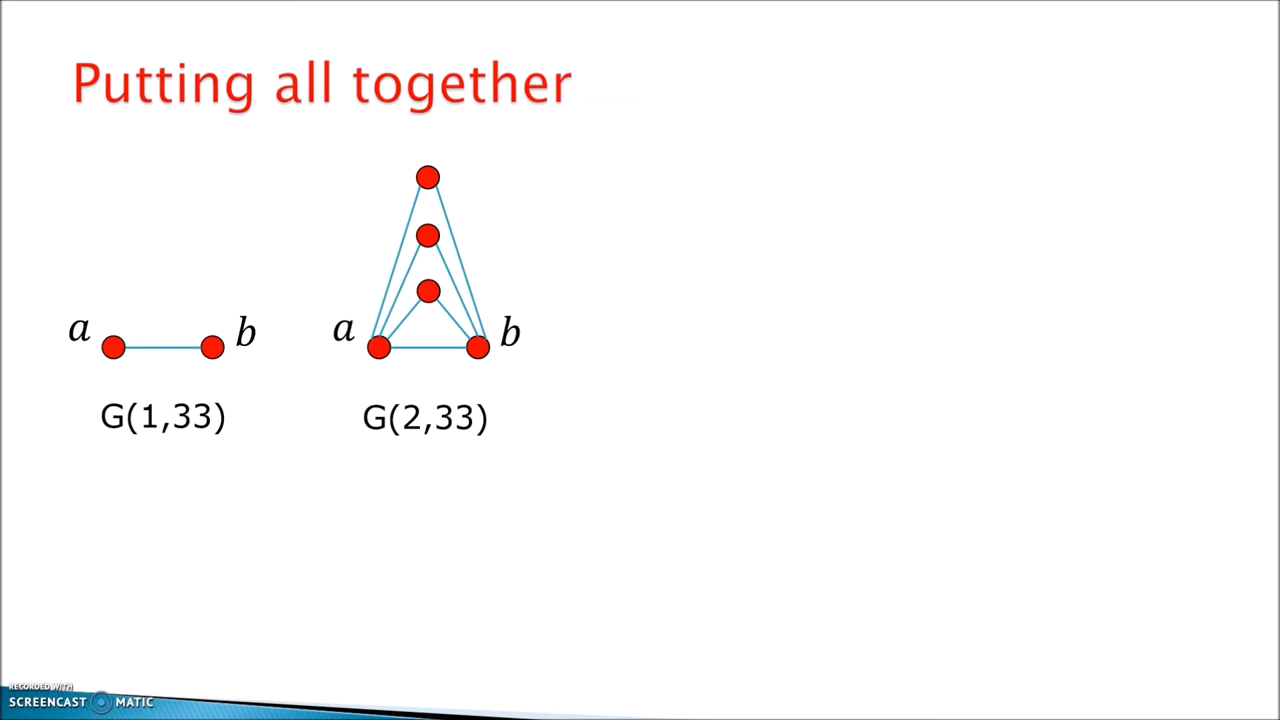 Putting all together
a b a b
G(1,33) G(2,33)
RECORDED WITH
SCREENCAST MATIC